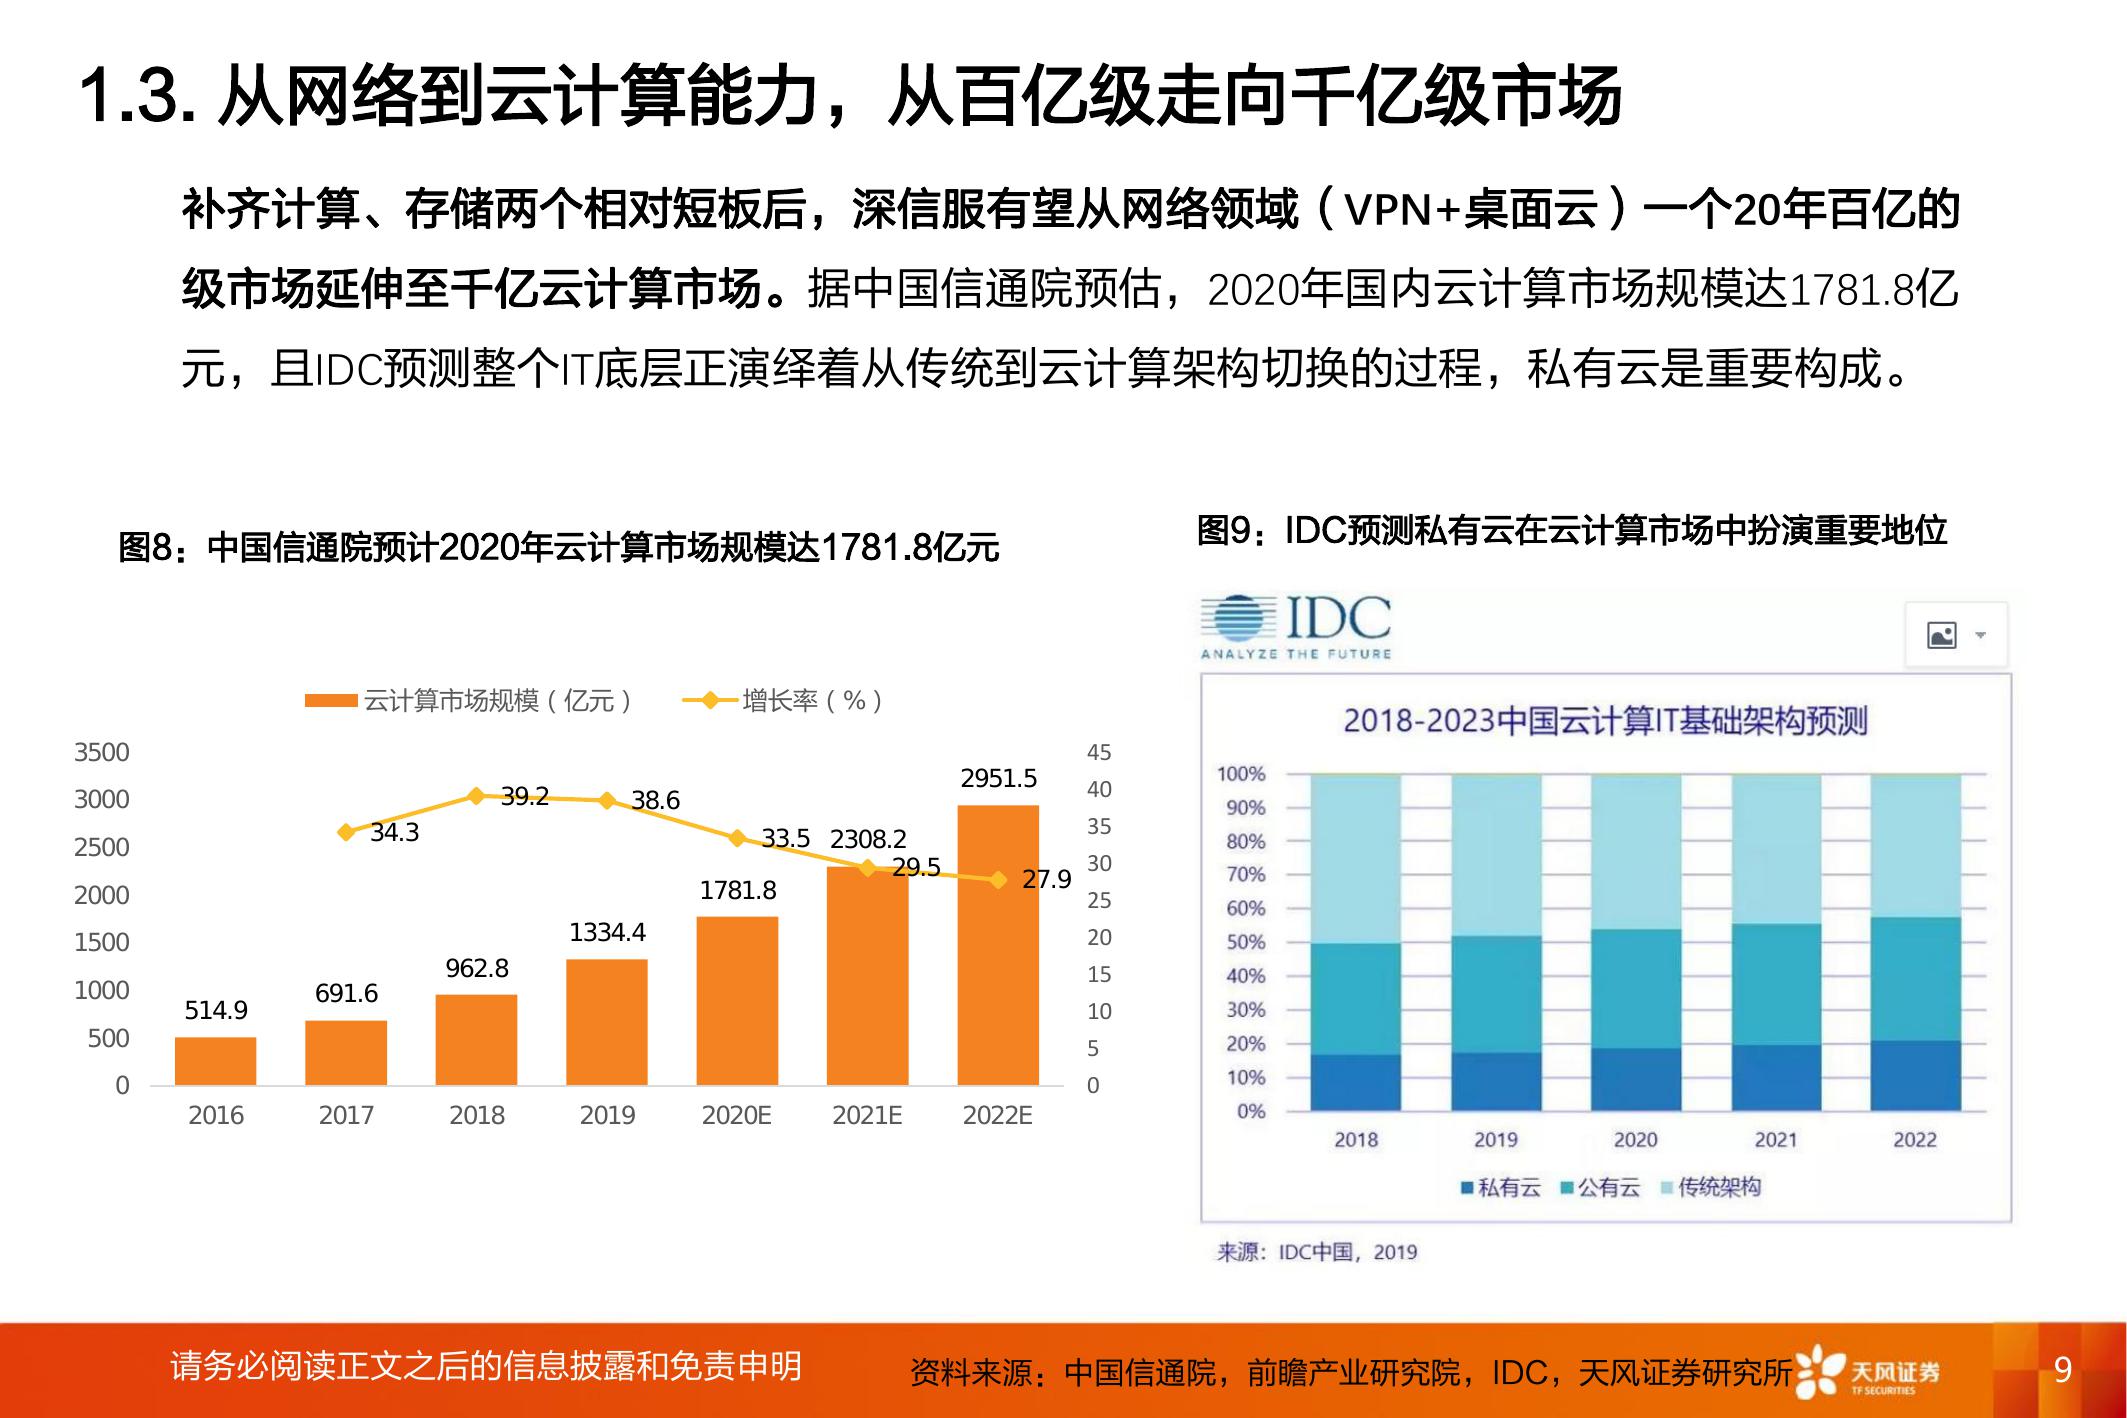 1.3. 从网络到云计算能力，从百亿级走向千亿级市场
补齐计算、存储两个相对短板后，深信服有望从网络领域（VPN+桌面云）一个20年百亿的
级市场延伸至千亿云计算市场。据中国信通院预估，2020年国内云计算市场规模达1781.8亿
元，且IDC预测整个IT底层正演绎着从传统到云计算架构切换的过程，私有云是重要构成。
图8：中国信通院预计2020年云计算市场规模达1781.8亿元
云计算市场规模（亿元） 增长率（%）
3500
3000
2500
2000
1500
1000
500
0
45
40
35
30
25
20
15
10
5
0
514.9
691.6
962.8
1334.4
1781.8
2308.2
2951.5
34.3
39.2
38.6
33.5
29.5
27.9
2016 2017 2018 2019 2020E 2021E 2022E
图9：IDC预测私有云在云计算市场中扮演重要地位
IDC
ANALYZE THE FUTURE
2018-2023中国云计算IT基础架构预测
100%
90%
80%
70%
60%
50%
40%
30%
20%
10%
0%
2018 2019 2020 2021 2022
私有云 公有云 传统架构
来源：IDC中国，2019
请务必阅读正文之后的信息披露和免责申明
资料来源：中国信通院，前瞻产业研究院，IDC，天风证券研究所
天风证券
TF SECURITIES
9